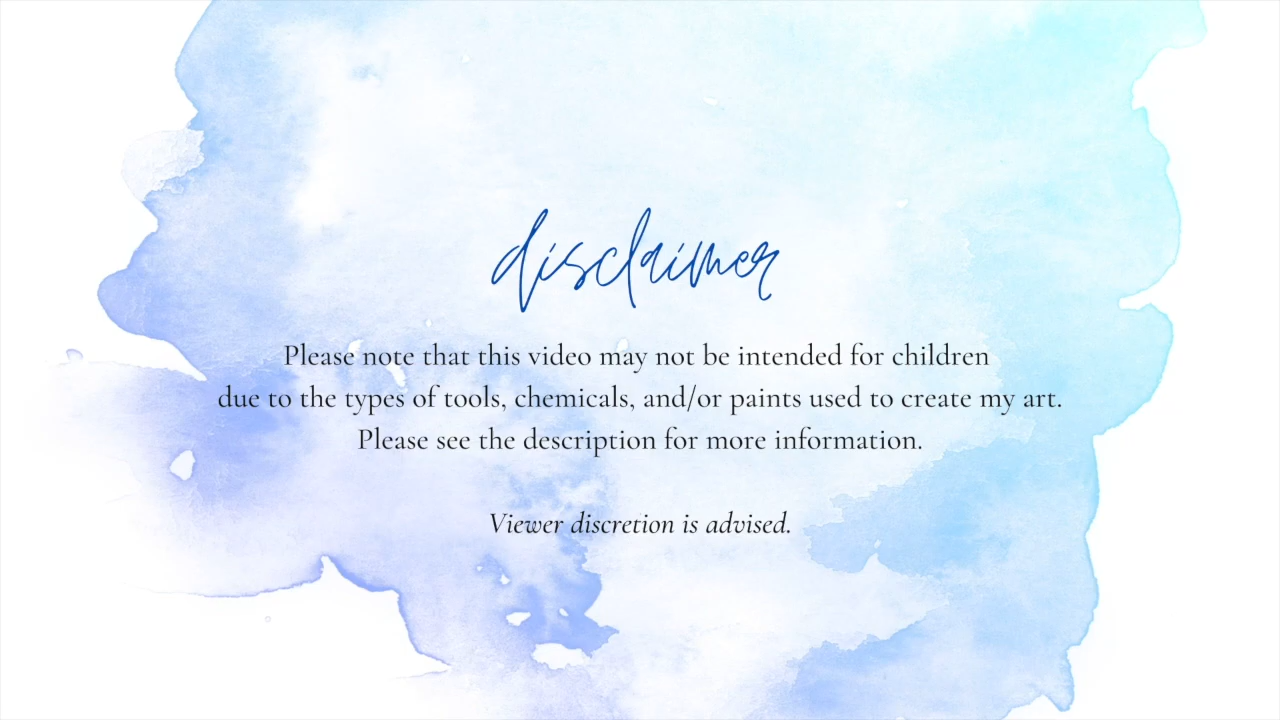 disclaimer
Please note that this video may not be intended for children
due to the types of tools, chemicals, and/or paints used to create my art.
Please see the description for more information.
Viewer discretion is advised.